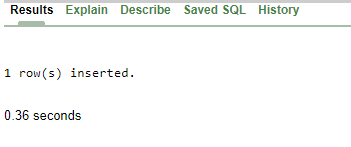 Results Explain Describe Saved SQL History
1 row(s) inserted.
0.36 seconds